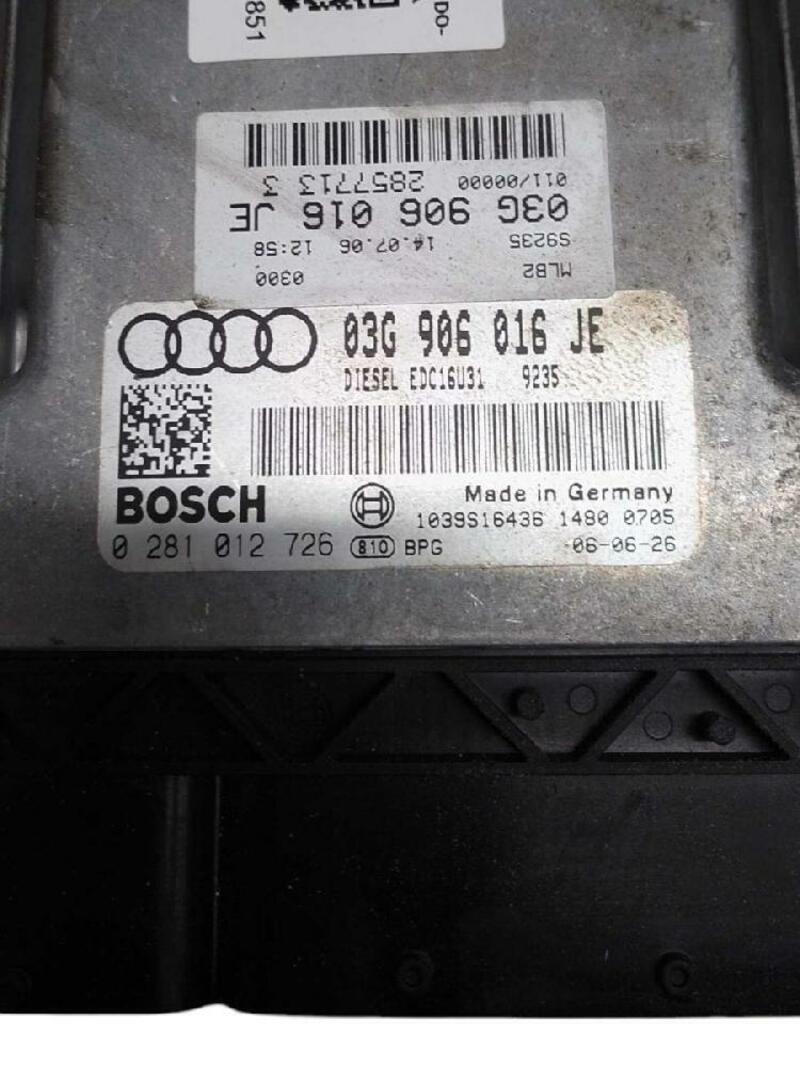 DO-
851
MLB2 0300
S9235 14.07.06 12:58
03G 906 016 JE
011/00000 2857713 3
03G 906 016 JE
DIESEL EDC16U31 9235
BOSCH
Made in Germany
1039S16436 1480 0705
0 281 012 726 810 BPG 06-06-26